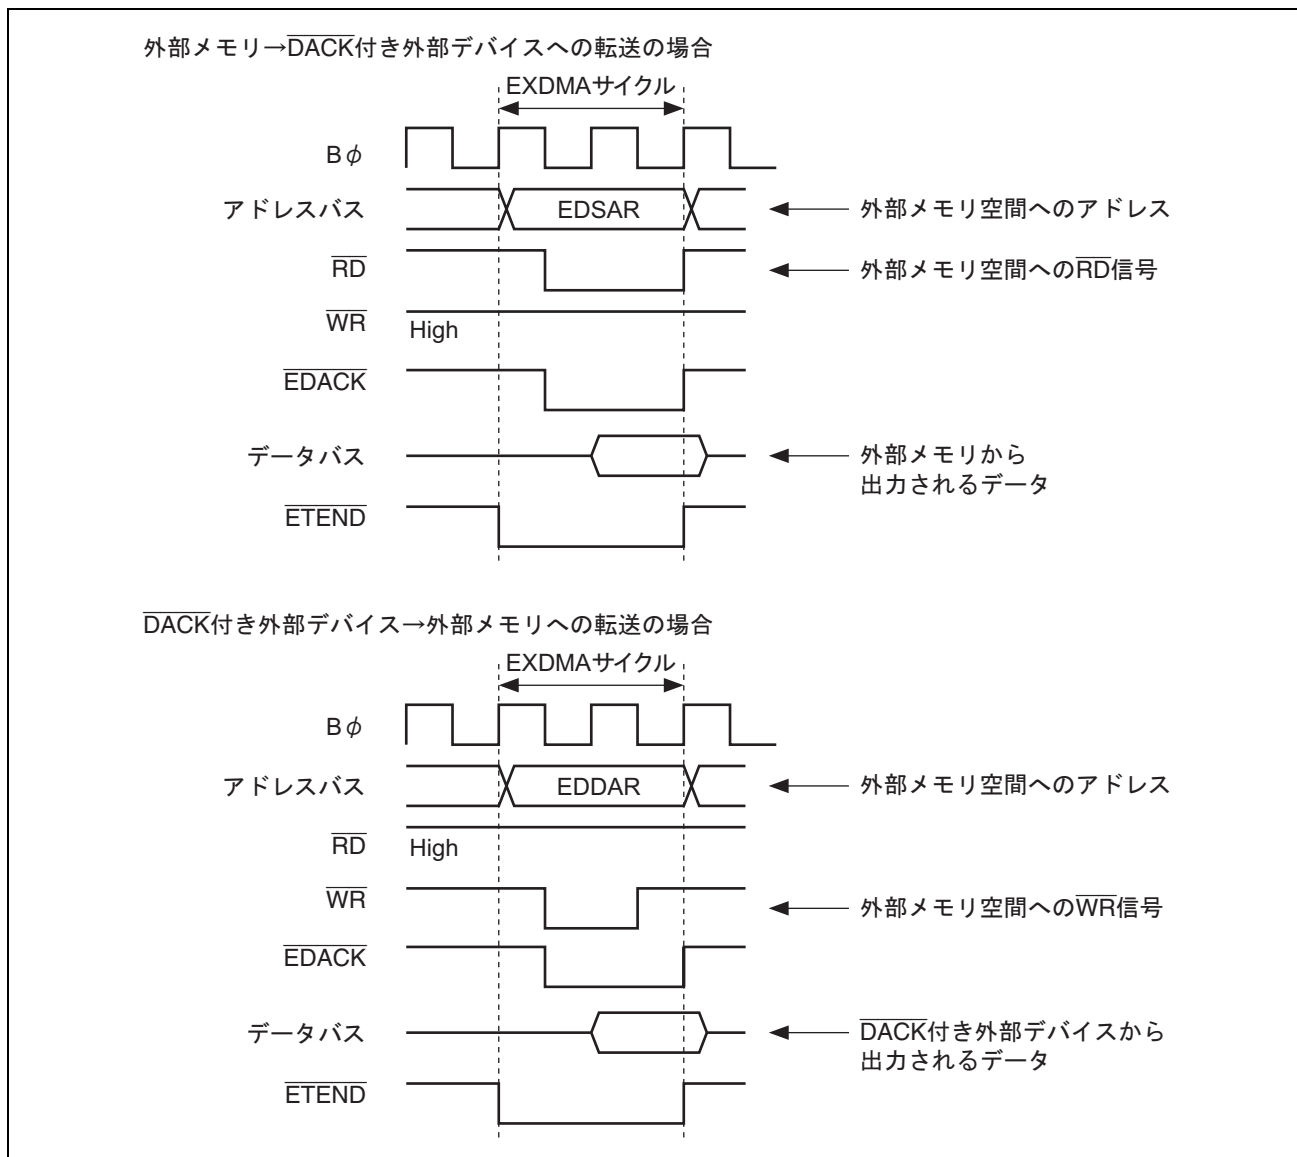 外部メモリ→DACK付き外部デバイスへの転送の場合
EXDMAサイクル
Bφ
アドレスバス EDSAR 外部メモリ空間へのアドレス
RD 外部メモリ空間へのRD信号
WR High
EDACK
データバス 外部メモリから
出力されるデータ
ETEND
DACK付き外部デバイス→外部メモリへの転送の場合
EXDMAサイクル
Bφ
アドレスバス EDDAR 外部メモリ空間へのアドレス
RD High
WR 外部メモリ空間へのWR信号
EDACK
データバス DACK付き外部デバイスから
出力されるデータ
ETEND